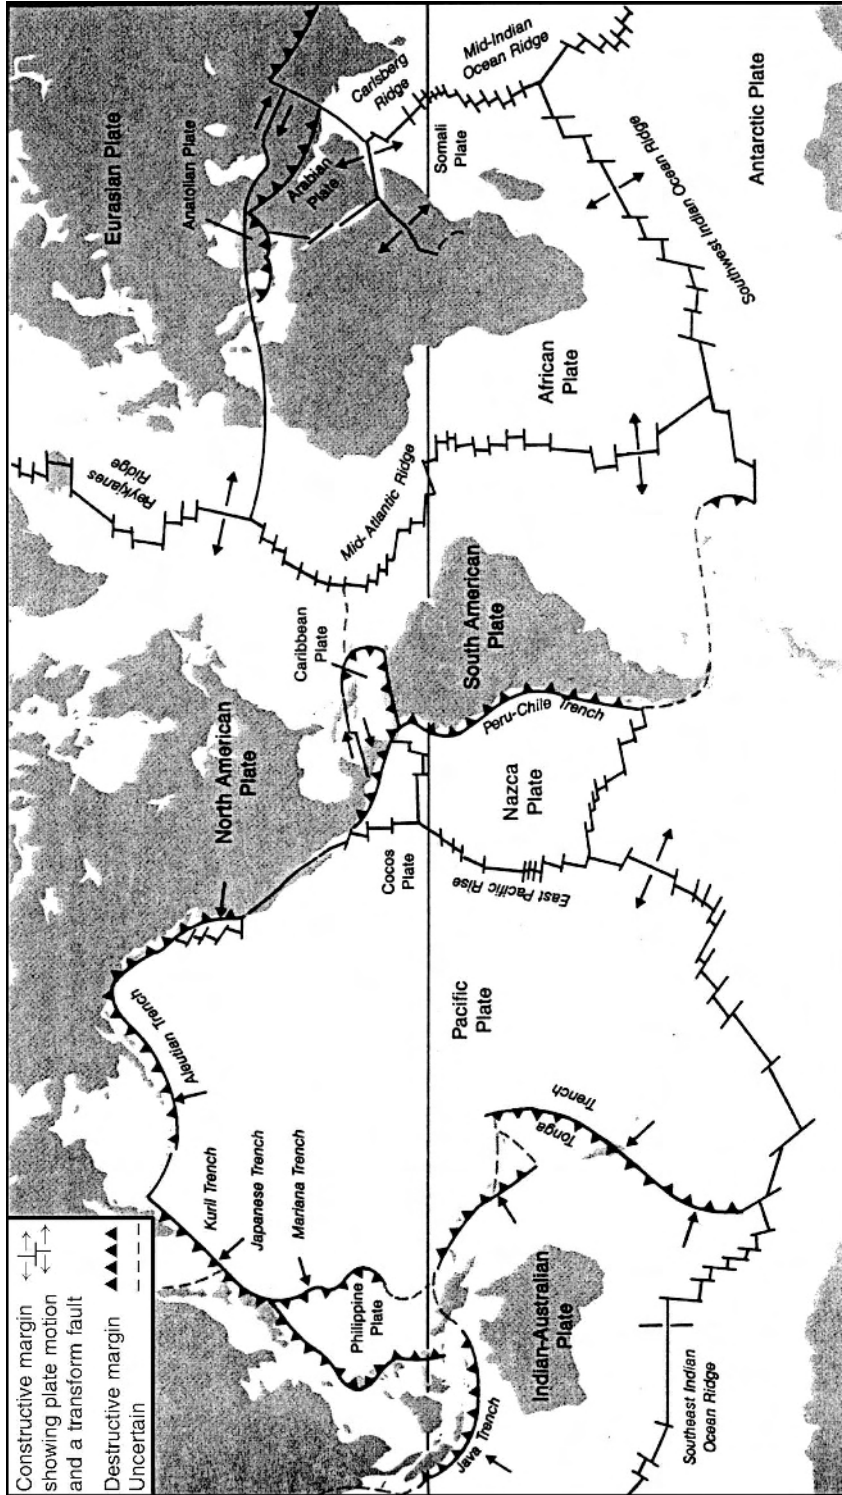 Constructive margin
showing plate motion
and a transform fault
Destructive margin
Uncertain
Eurasian Plate
Anatolian Plate
Arabian
Plate
Carlsberg
Ridge
Mid-Indian
Ocean Ridge
Somali
Plate
Southwest Indian Ocean Ridge
Antarctic Plate
African
Plate
Reykjanes
Ridge
Mid-Atlantic Ridge
Caribbean
Plate
South American
Plate
Peru-Chile Trench
North American
Plate
Nazca
Plate
Cocos
Plate
East Pacific Rise
Aleutian Trench
Pacific
Plate
Kuril Trench
Japanese Trench
Mariana Trench
Tonga
Trench
Philippine
Plate
Indian-Australian
Plate
Java Trench
Southeast Indian
Ocean Ridge